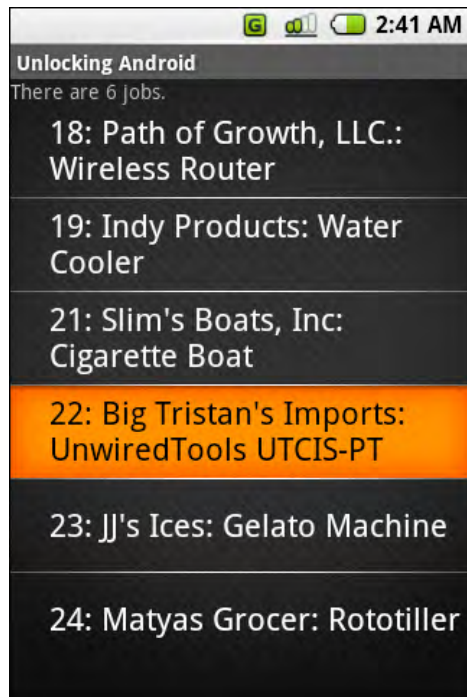 G 2:41 AM
Unlocking Android
There are 6 jobs.
18: Path of Growth, LLC.:
Wireless Router
19: Indy Products: Water
Cooler
21: Slim's Boats, Inc:
Cigarette Boat
22: Big Tristan's Imports:
UnwiredTools UTCIS-PT
23: JJ's Ices: Gelato Machine
24: Matyas Grocer: Rototiller